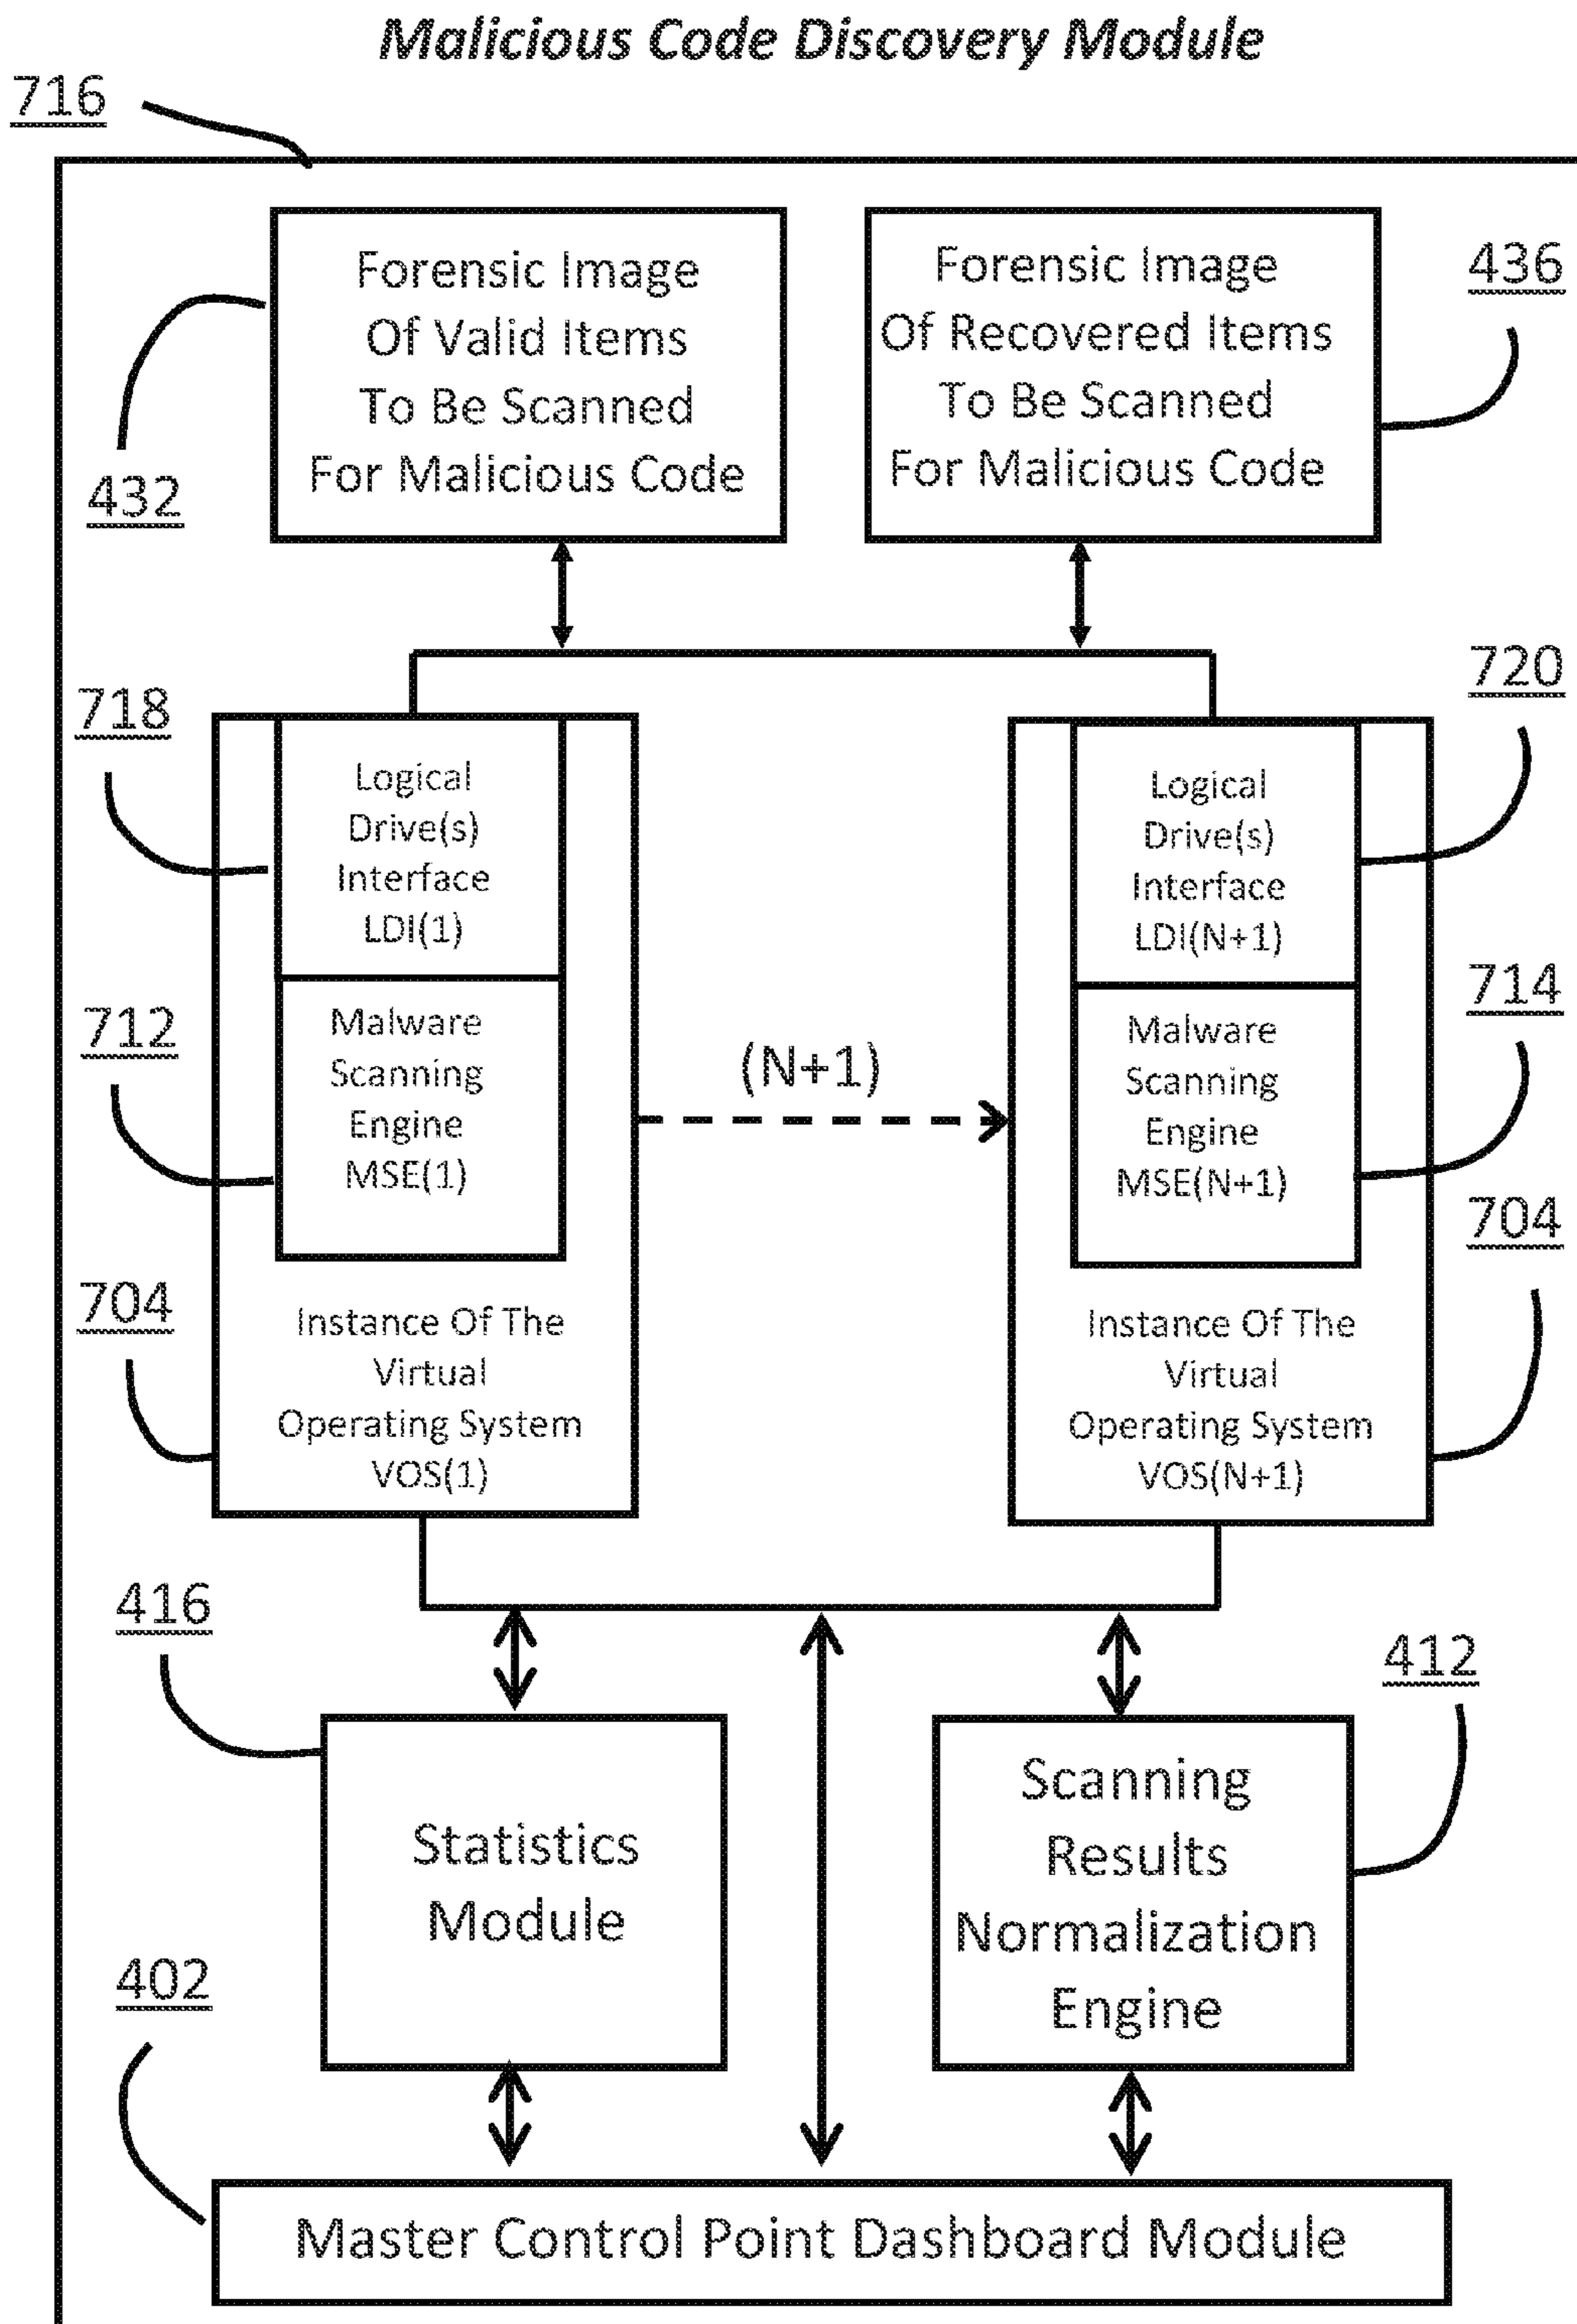 Malicious Code Discovery Module
716
Forensic Image
Of Valid Items
To Be Scanned
For Malicious Code
432
Forensic Image
Of Recovered Items
To Be Scanned
For Malicious Code
436
718
Logical
Drive(s)
Interface
LDI(1)
720
Logical
Drive(s)
Interface
LDI(N+1)
712
Malware
Scanning
Engine
MSE(1)
(N+1)
714
Malware
Scanning
Engine
MSE(N+1)
704
Instance Of The
Virtual
Operating System
VOS(1)
704
Instance Of The
Virtual
Operating System
VOS(N+1)
416
Statistics
Module
412
Scanning
Results
Normalization
Engine
402
Master Control Point Dashboard Module